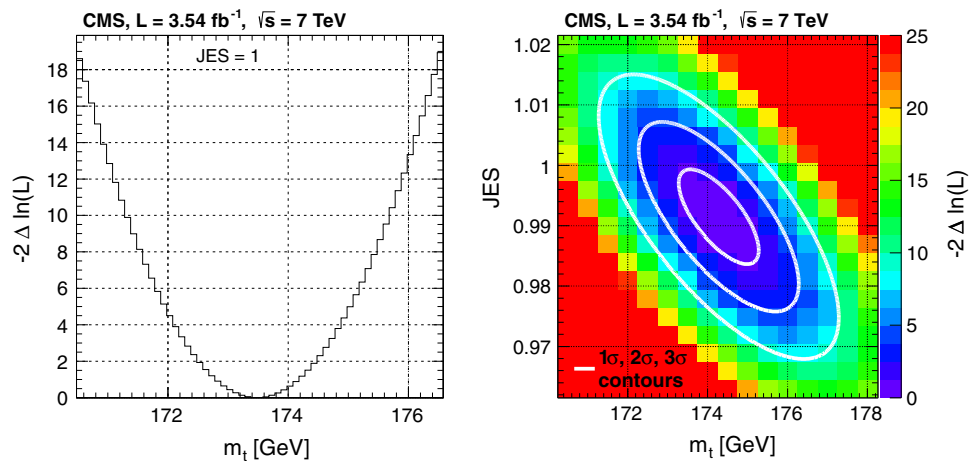 CMS, L = 3.54 fb⁻¹, √s = 7 TeV
JES = 1
-2 Δ ln(L)
18
16
14
12
10
8
6
4
2
0
172 174 176
mₜ [GeV]
CMS, L = 3.54 fb⁻¹, √s = 7 TeV
JES
1.02
1.01
1
0.99
0.98
0.97
1σ, 2σ, 3σ
contours
172 174 176 178
mₜ [GeV]
25
20
15
10
5
0
-2 Δ ln(L)